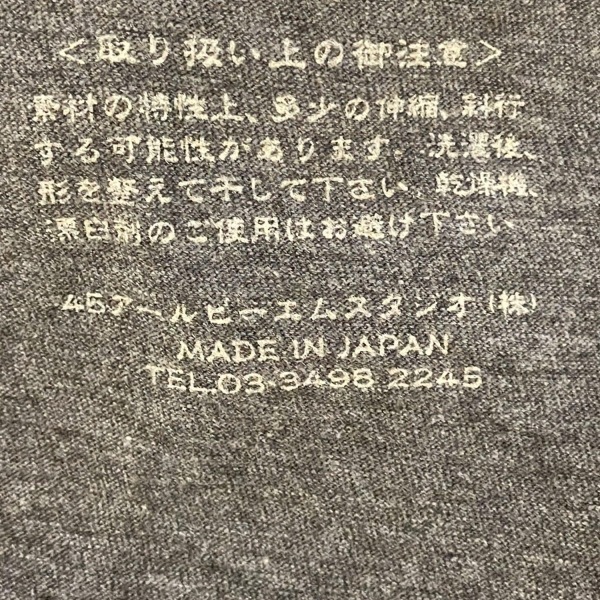 ＜取り扱い上の御注意＞
素材の特性上、多少の伸縮、斜行
する可能性があります。洗濯後、
形を整えて干して下さい。乾燥機、
漂白剤のご使用はお避け下さい
45アールピーエムスタジオ(株)
MADE IN JAPAN
TEL.03-3498 2245